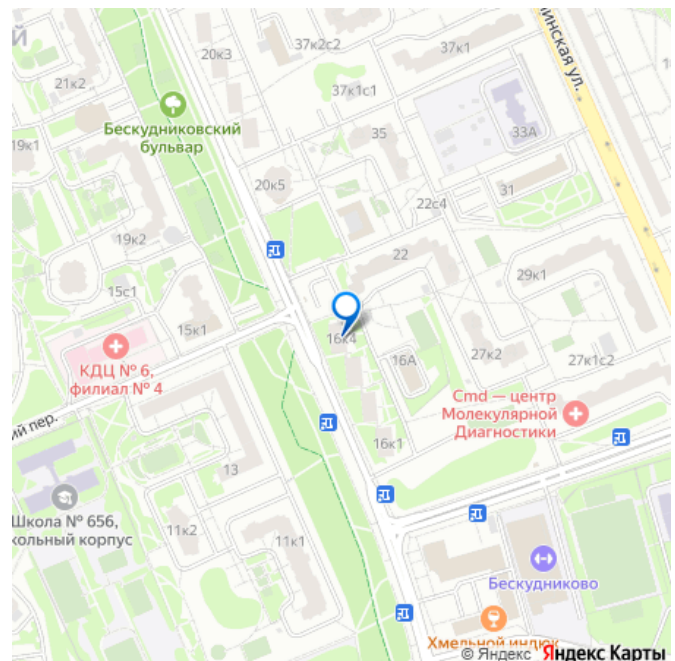 ИЙ
20к3
37к2с2
37к1
инская ул.
21к2
37к1с1
Бескудниковский
бульвар
19к1
35
33А
20к5
31
22с4
19к2
22
15с1
29к1
15к1
16к4
КДЦ № 6,
филиал № 4
16А
27к2
27к1с2
Cmd — центр
Молекулярной
Диагностики
ий пер.
16к1
13
Школа № 656,
кольный корпус
11к2
11к1
Бескудниково
Хмельной индюк
© Яндекс Яндекс Карты